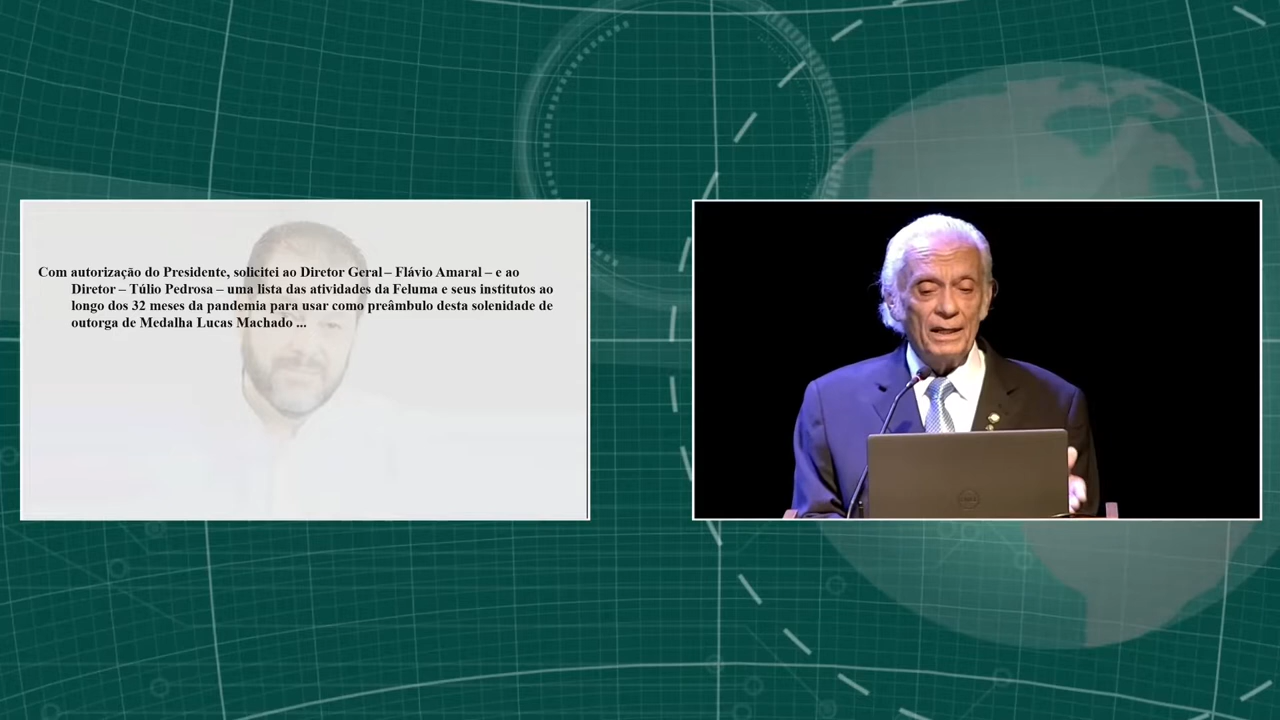 Com autorização do Presidente, solicitei ao Diretor Geral – Flávio Amaral – e ao
Diretor – Túlio Pedrosa – uma lista das atividades da Feluma e seus institutos ao
longo dos 32 meses da pandemia para usar como preâmbulo desta solenidade de
outorga de Medalha Lucas Machado ...